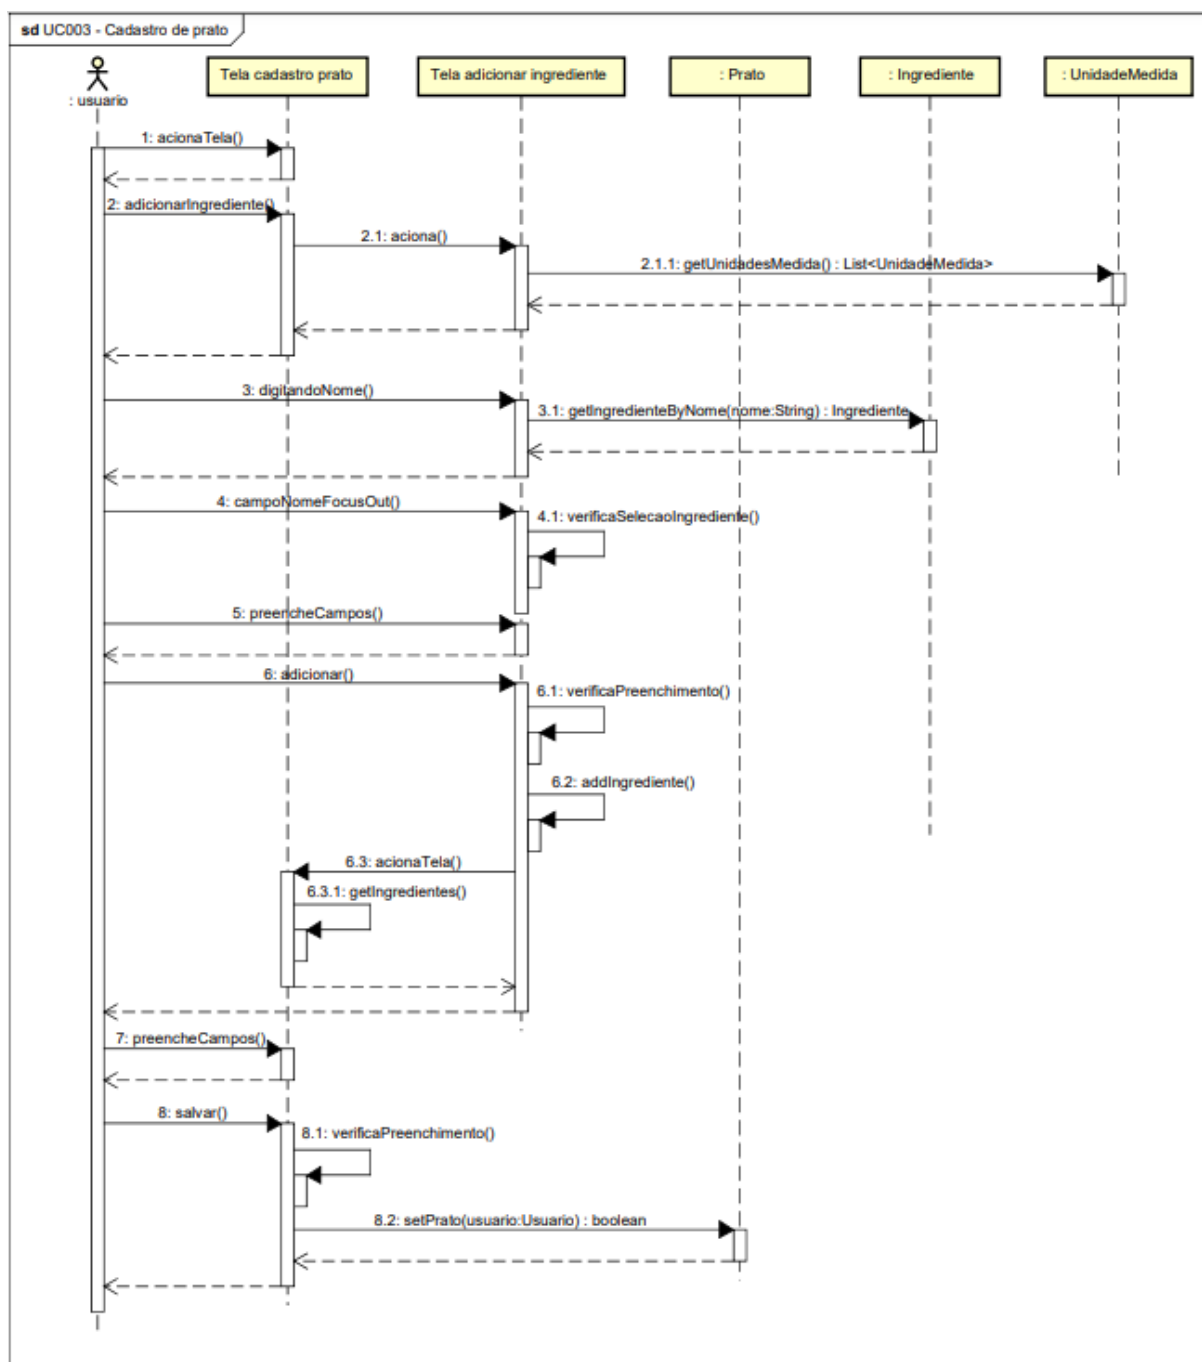 sd UC003 - Cadastro de prato
: usuario
Tela cadastro prato
Tela adicionar ingrediente
: Prato
: Ingrediente
: UnidadeMedida
1: acionaTela()
2: adicionarIngrediente()
2.1: aciona()
2.1.1: getUnidadesMedida() : List<UnidadeMedida>
3: digitandoNome()
3.1: getIngredienteByNome(nome:String) : Ingrediente
4: campoNomeFocusOut()
4.1: verificaSelecaoIngrediente()
5: preencheCampos()
6: adicionar()
6.1: verificaPreenchimento()
6.2: addIngrediente()
6.3: acionaTela()
6.3.1: getIngredientes()
7: preencheCampos()
8: salvar()
8.1: verificaPreenchimento()
8.2: setPrato(usuario:Usuario) : boolean